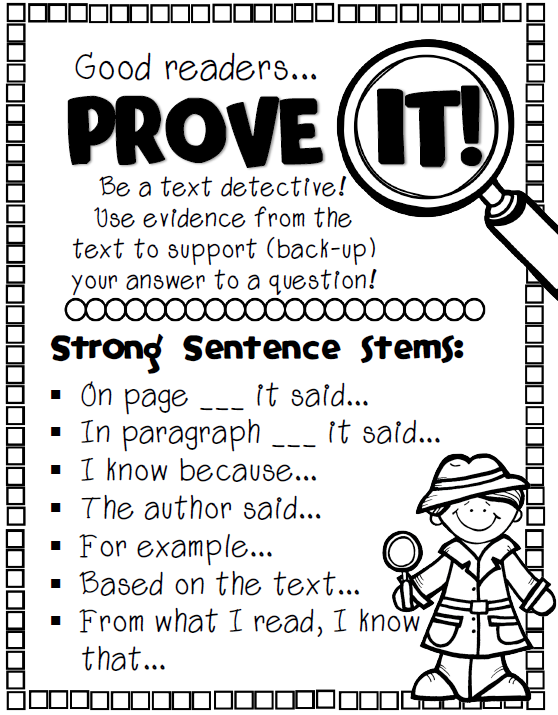 Good readers...
PROVE IT!
Be a text detective!
Use evidence from the
text to support (back-up)
your answer to a question!
Strong Sentence Stems:
▪ On page ___ it said...
▪ In paragraph ___ it said...
▪ I know because...
▪ The author said...
▪ For example...
▪ Based on the text...
▪ From what I read, I know
that...